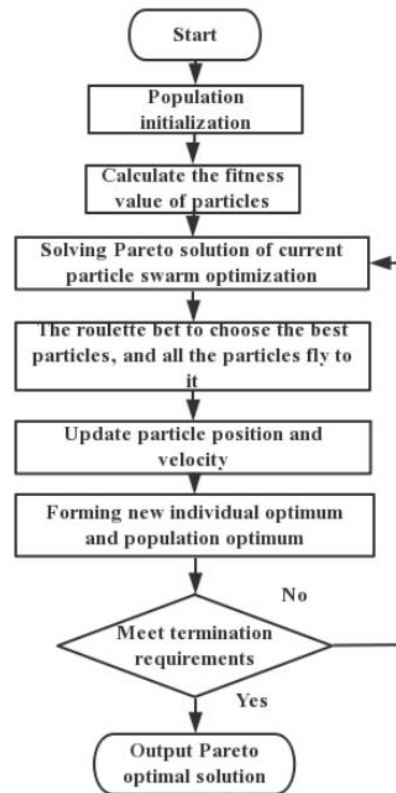 Start
Population
initialization
Calculate the fitness
value of particles
Solving Pareto solution of current
particle swarm optimization
The roulette bet to choose the best
particles, and all the particles fly to
it
Update particle position and
velocity
Forming new individual optimum
and population optimum
No
Meet termination
requirements
Yes
Output Pareto
optimal solution